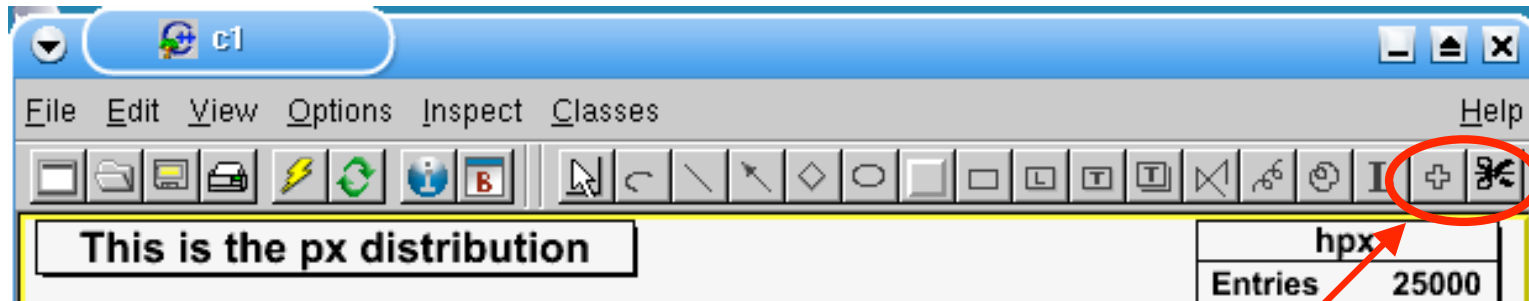 c1
File Edit View Options Inspect Classes Help
B L T T I
This is the px distribution
hpx
Entries 25000